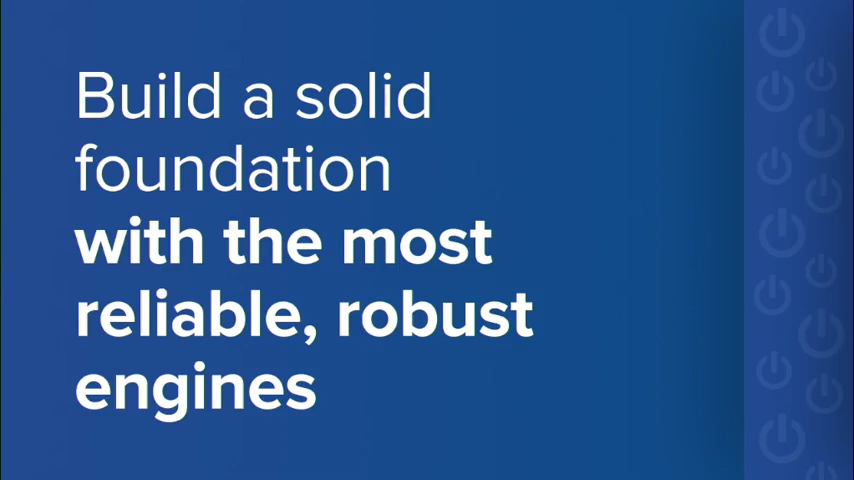 Build a solid
foundation
with the most
reliable, robust
engines